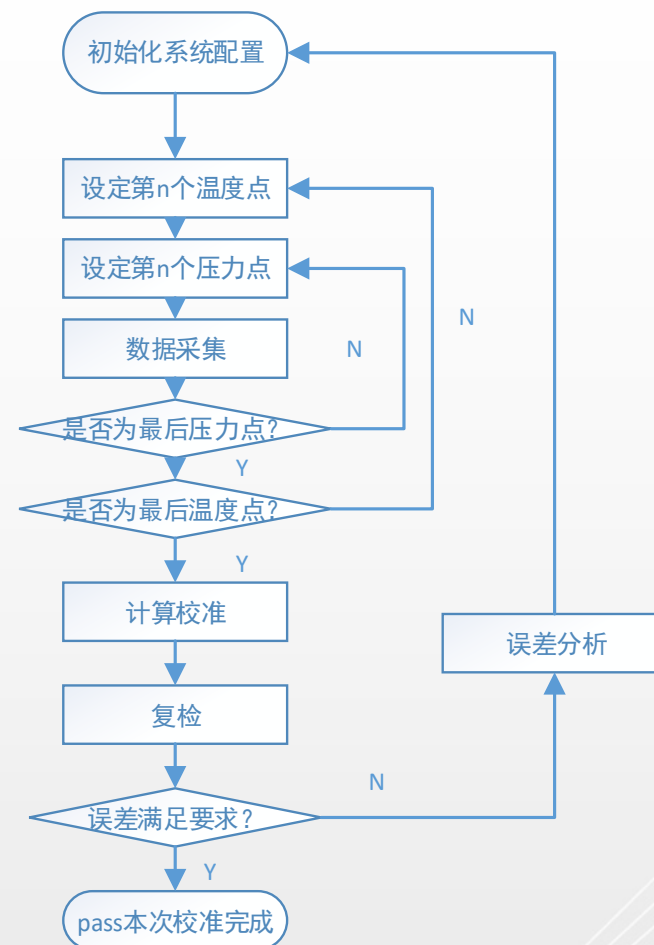 初始化系统配置
设定第n个温度点
设定第n个压力点
N
数据采集
N
是否为最后压力点?
Y
是否为最后温度点?
Y
计算校准
误差分析
复检
N
误差满足要求?
Y
pass本次校准完成